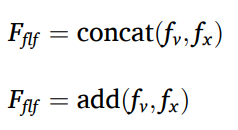 F_flf = concat(f_v, f_x)
F_flf = add(f_v, f_x)